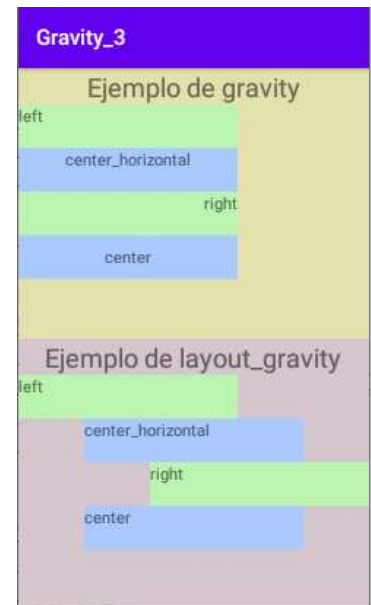 Gravity_3
Ejemplo de gravity
left
center_horizontal
right
center
Ejemplo de layout_gravity
left
center_horizontal
right
center